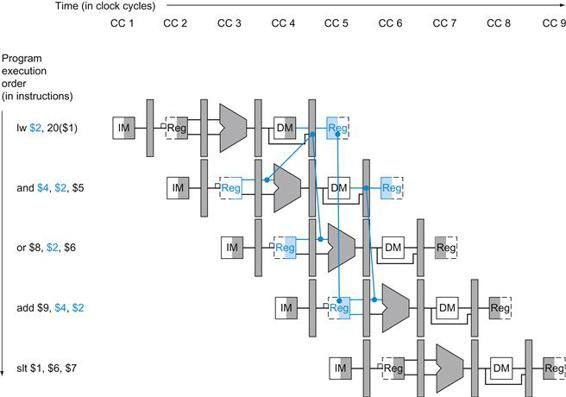 Time (in clock cycles)
CC 1 CC 2 CC 3 CC 4 CC 5 CC 6 CC 7 CC 8 CC 9
Program
execution
order
(in instructions)
lw $2, 20($1) IM Reg DM Reg
and $4, $2, $5 IM Reg DM Reg
or $8, $2, $6 IM Reg DM Reg
add $9, $4, $2 IM Reg DM Reg
slt $1, $6, $7 IM Reg DM Reg